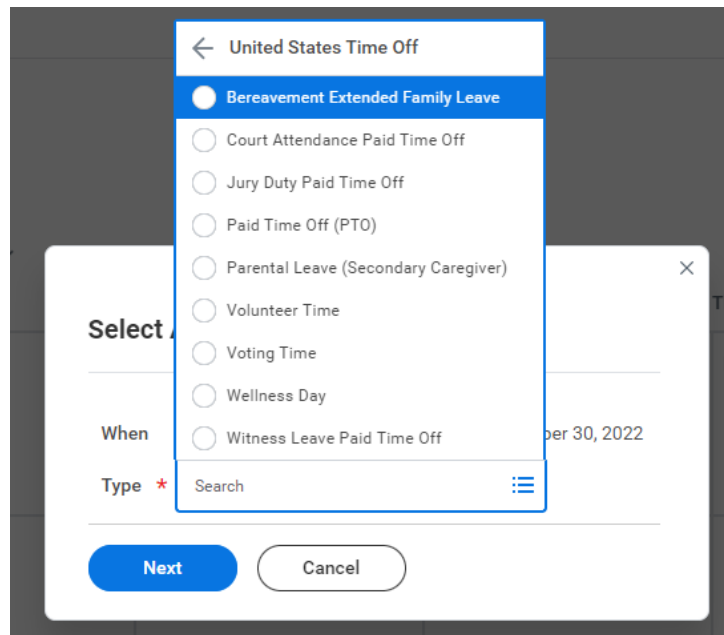 United States Time Off
Bereavement Extended Family Leave
Court Attendance Paid Time Off
Jury Duty Paid Time Off
Paid Time Off (PTO)
Parental Leave (Secondary Caregiver)
Volunteer Time
Voting Time
Wellness Day
Witness Leave Paid Time Off
Select
When 30, 2022
Type * Search
Next Cancel